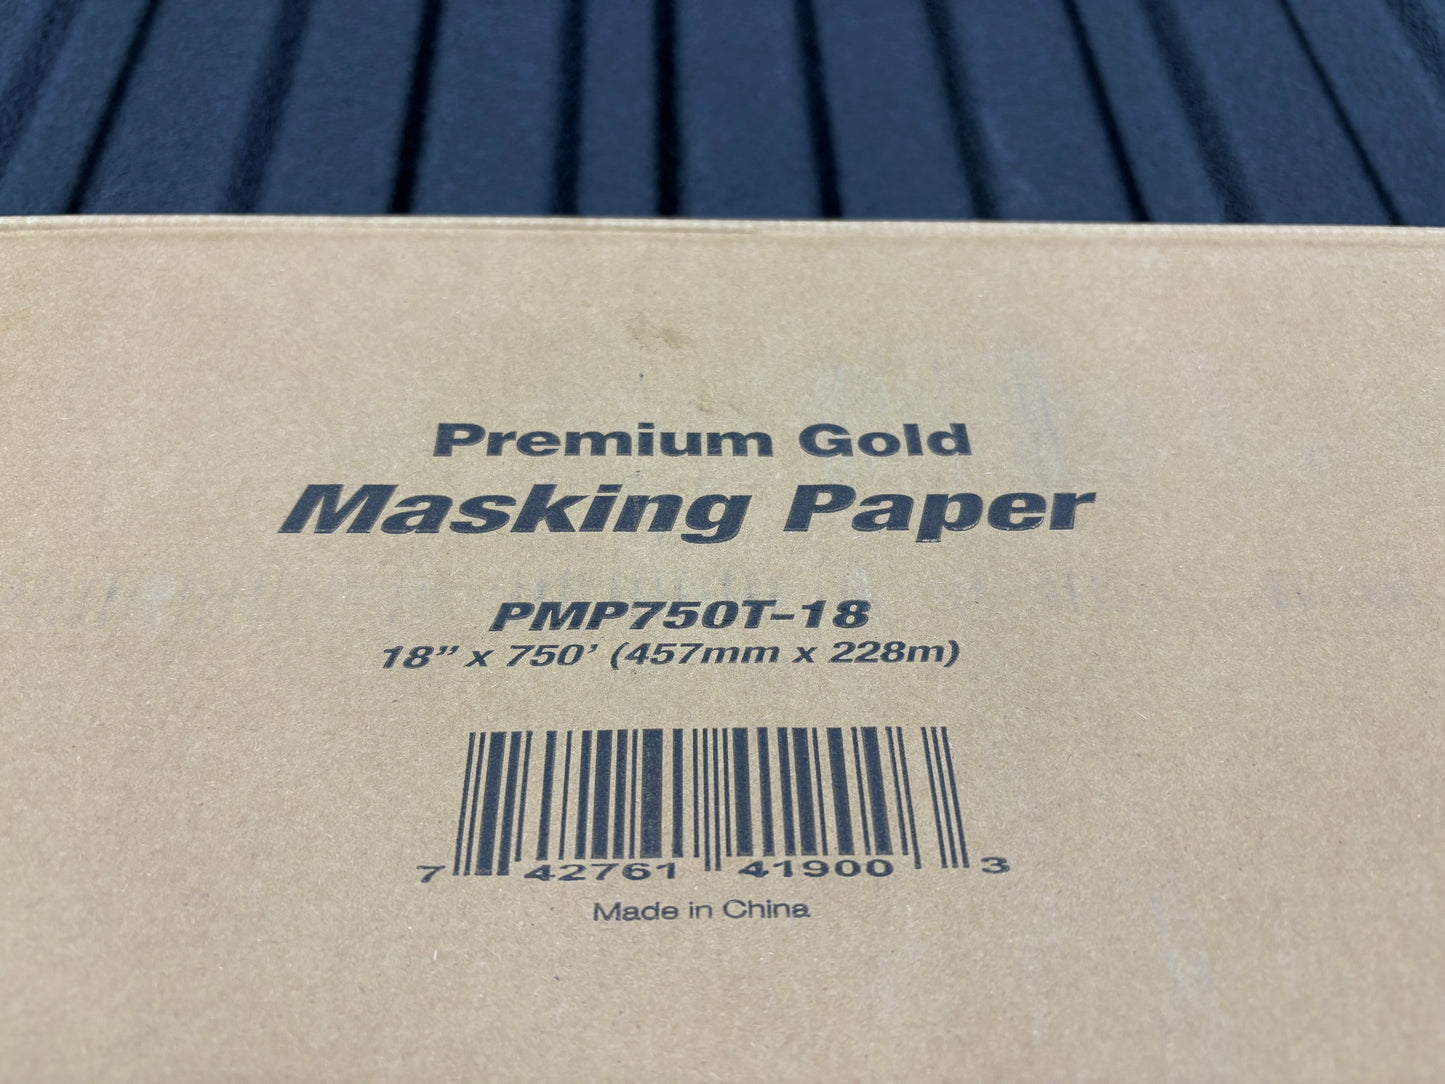 Premium Gold
Masking Paper
PMP750T-18
18” x 750’ (457mm x 228m)
7 42761 41900 3
Made in China